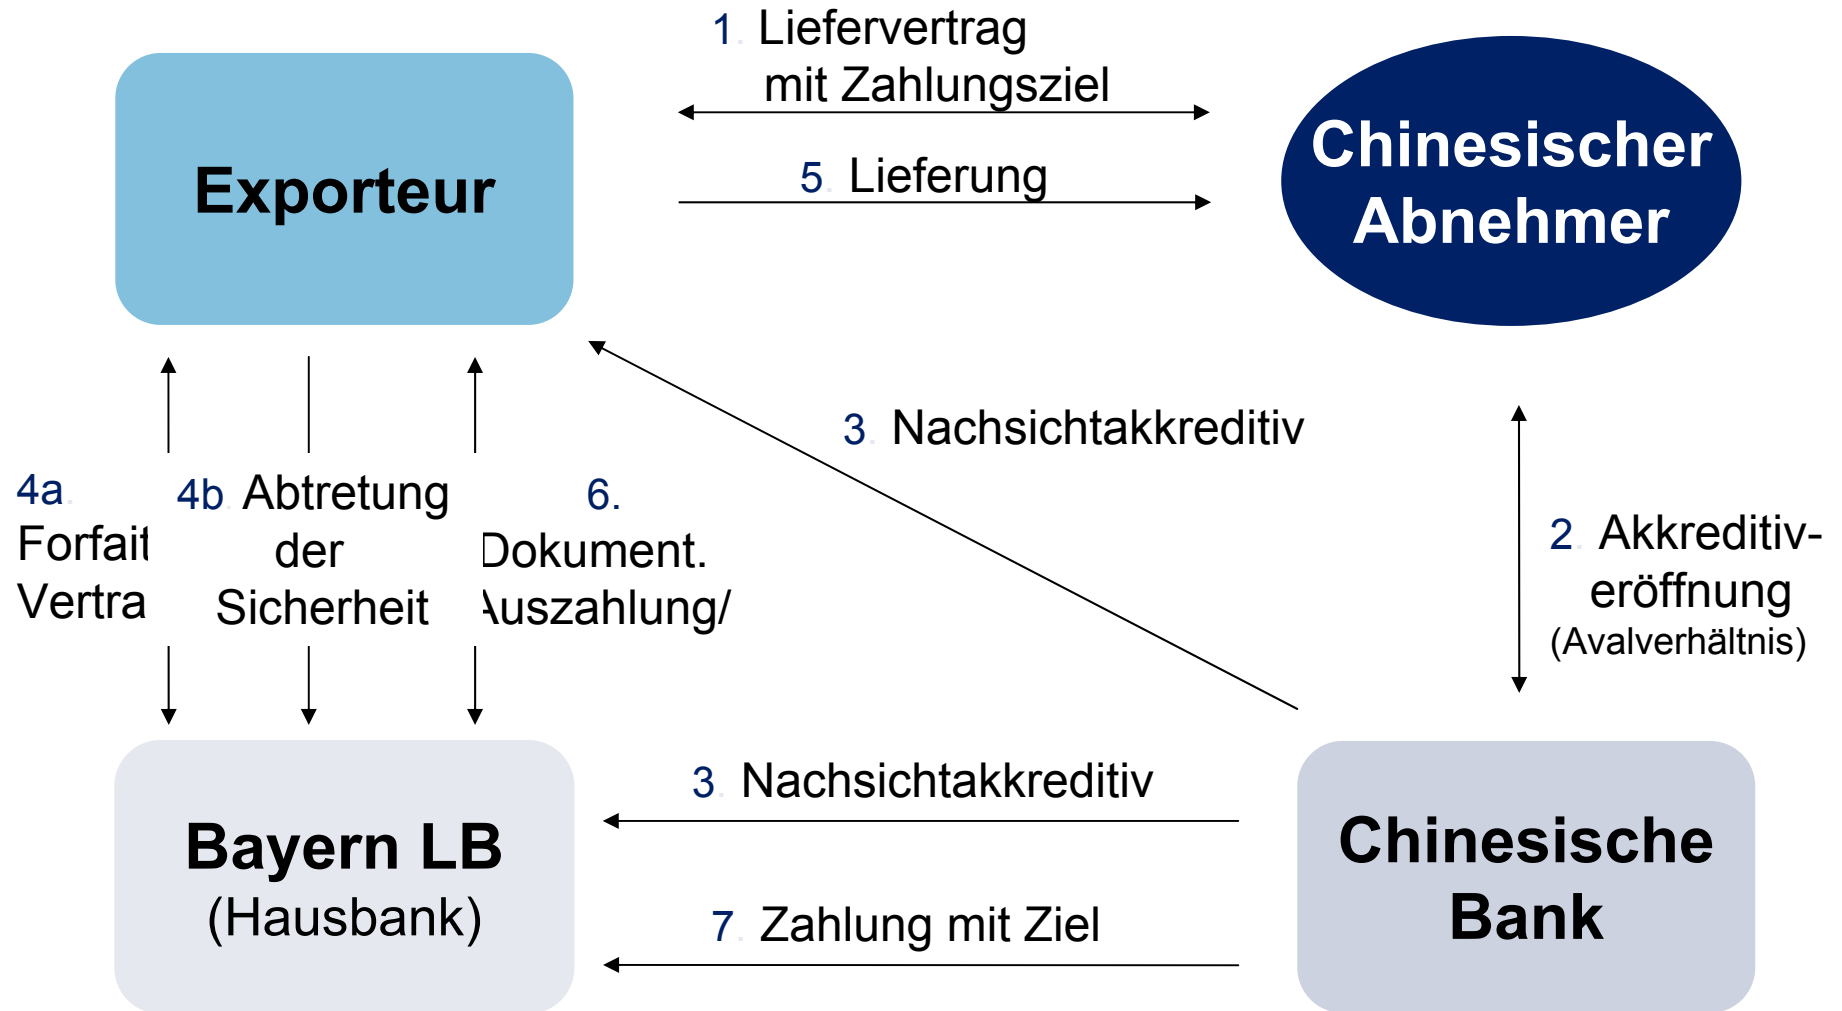 1. Liefervertrag
mit Zahlungsziel
Exporteur
5. Lieferung
Chinesischer
Abnehmer
3. Nachsichtakkreditiv
4a.
Forfait
Vertra
4b. Abtretung
der
Sicherheit
6.
Dokument.
Auszahlung/
2. Akkreditiv-
eröffnung
(Avalverhältnis)
3. Nachsichtakkreditiv
Bayern LB
(Hausbank)
7. Zahlung mit Ziel
Chinesische
Bank